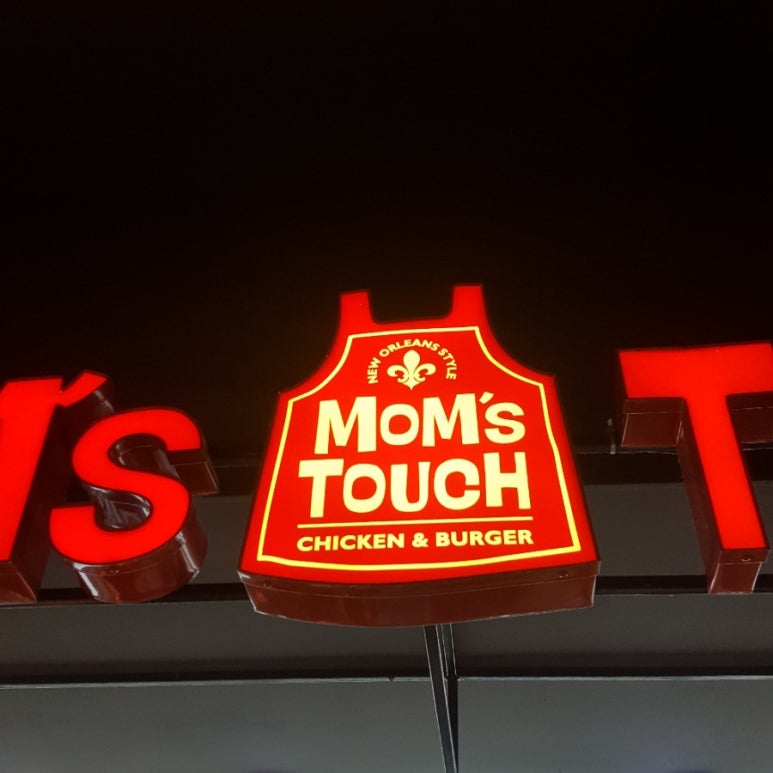 's
NEW ORLEANS STYLE
MOM'S
TOUCH
CHICKEN & BURGER
T